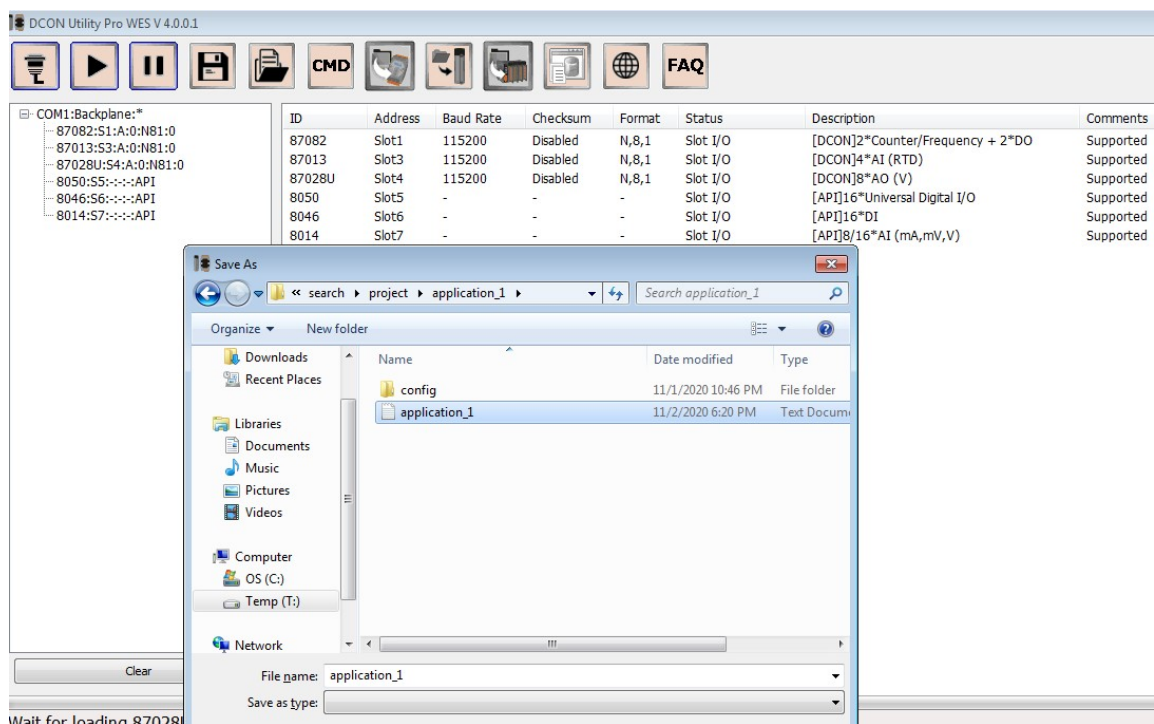 DCON Utility Pro WES V 4.0.0.1
CMD FAQ
COM1:Backplane:*
87082:S1:A:0:N81:0
87013:S3:A:0:N81:0
87028U:S4:A:0:N81:0
8050:S5:-:-:-:API
8046:S6:-:-:-:API
8014:S7:-:-:-:API
ID Address Baud Rate Checksum Format Status Description Comments
87082 Slot1 115200 Disabled N,8,1 Slot I/O [DCON]2*Counter/Frequency + 2*DO Supported
87013 Slot3 115200 Disabled N,8,1 Slot I/O [DCON]4*AI (RTD) Supported
87028U Slot4 115200 Disabled N,8,1 Slot I/O [DCON]8*AO (V) Supported
8050 Slot5 - - - Slot I/O [API]16*Universal Digital I/O Supported
8046 Slot6 - - - Slot I/O [API]16*DI Supported
8014 Slot7 - - - Slot I/O [API]8/16*AI (mA,mV,V) Supported
Save As
« search project application_1 Search application_1
Organize New folder
Downloads
Recent Places
Libraries
Documents
Music
Pictures
Videos
Computer
OS (C:)
Temp (T:)
Network
Name Date modified Type
config 11/1/2020 10:46 PM File folder
application_1 11/2/2020 6:20 PM Text Docume
File name: application_1
Save as type:
Clear
Wait for loading 87028